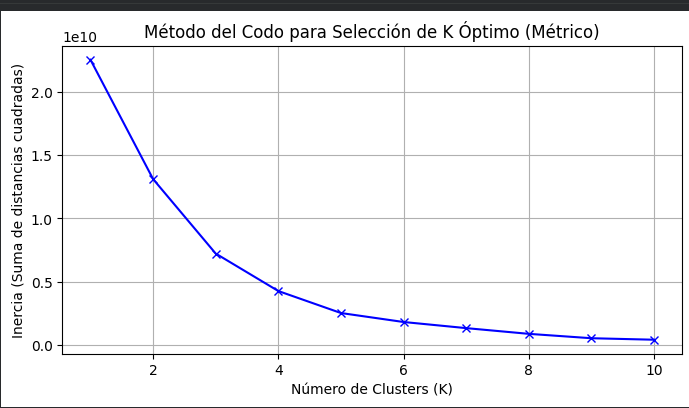 Método del Codo para Selección de K Óptimo (Métrico)
1e10
Inercia (Suma de distancias cuadradas)
2.0
1.5
1.0
0.5
0.0
2 4 6 8 10
Número de Clusters (K)